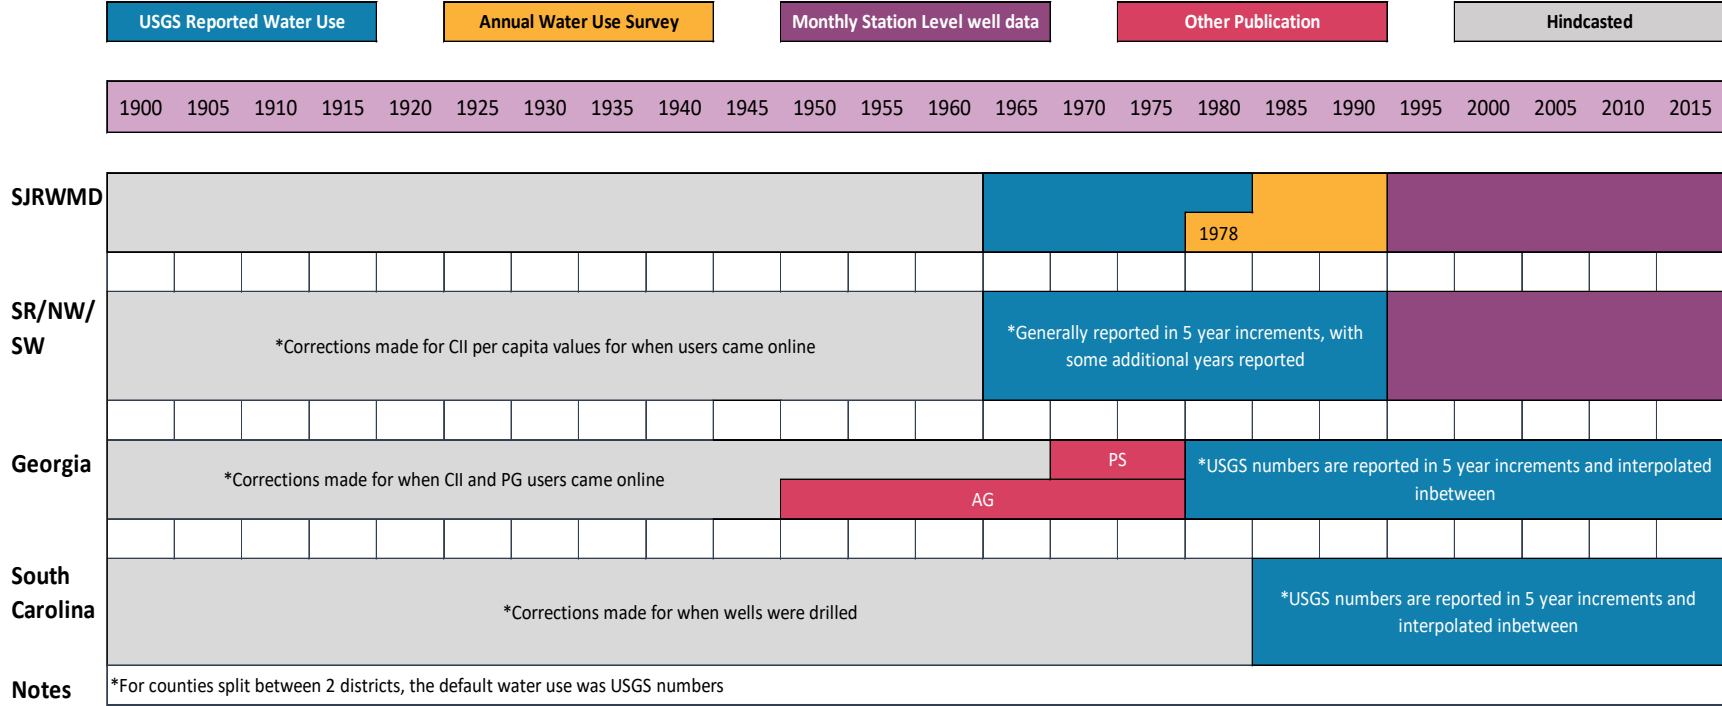 USGS Reported Water Use
Annual Water Use Survey
Monthly Station Level well data
Other Publication
Hindcasted
1900 1905 1910 1915 1920 1925 1930 1935 1940 1945 1950 1955 1960 1965 1970 1975 1980 1985 1990 1995 2000 2005 2010 2015
SJRWMD
1978
SR/NW/
SW
*Corrections made for CII per capita values for when users came online
*Generally reported in 5 year increments, with
some additional years reported
Georgia
*Corrections made for when CII and PG users came online
PS
AG
*USGS numbers are reported in 5 year increments and interpolated
inbetween
South
Carolina
*Corrections made for when wells were drilled
*USGS numbers are reported in 5 year increments and
interpolated inbetween
Notes
*For counties split between 2 districts, the default water use was USGS numbers